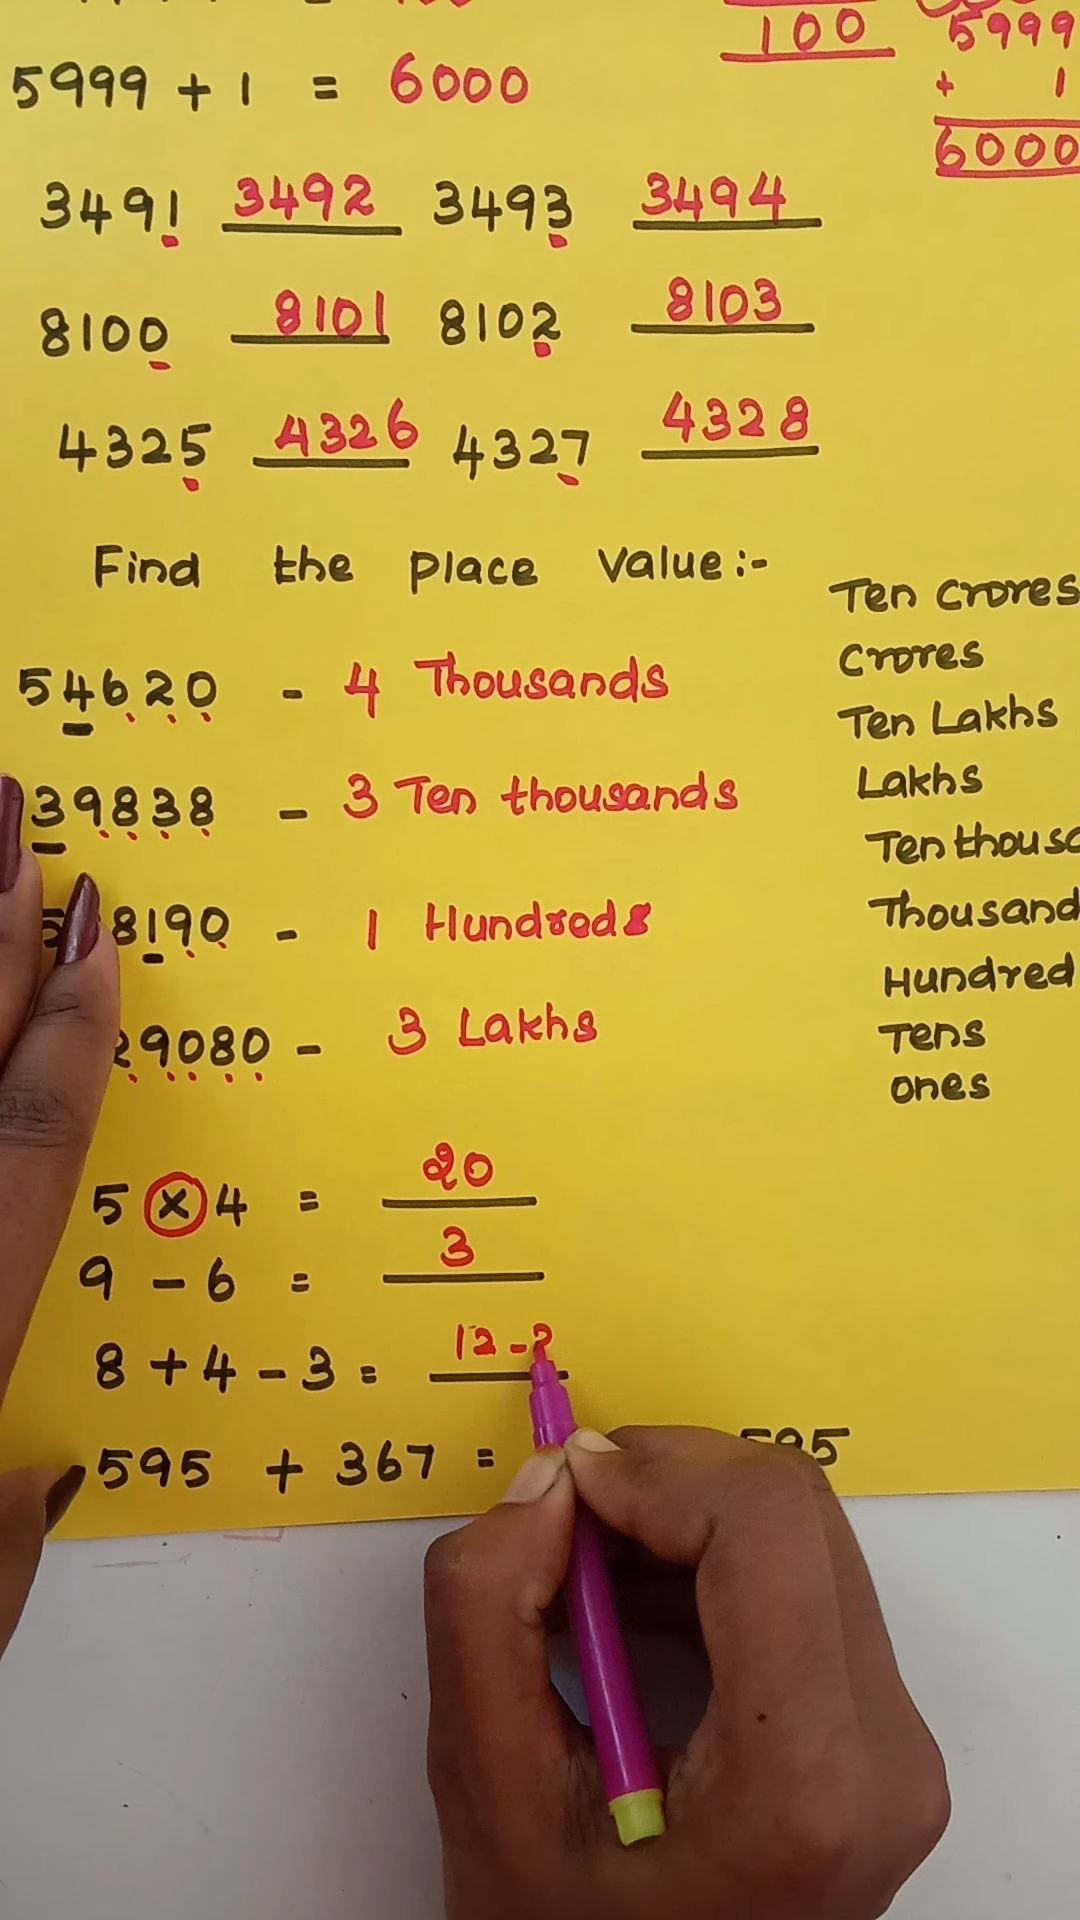 100
5999
5999 + 1 = 6000
+ 1
6000
3491 3492 3493 3494
8100 8101 8102 8103
4325 4326 4327 4328
Find the place value:-
54620 - 4 Thousands
39838 - 3 Ten thousands
8190 - 1 Hundreds
29080 - 3 Lakhs
Ten Crores
Crores
Ten Lakhs
Lakhs
Ten
Thousand
Hundred
Tens
ones
5 × 4 = 20
9 - 6 = 3
8 + 4 - 3 = 12 -
595 + 367 = 595